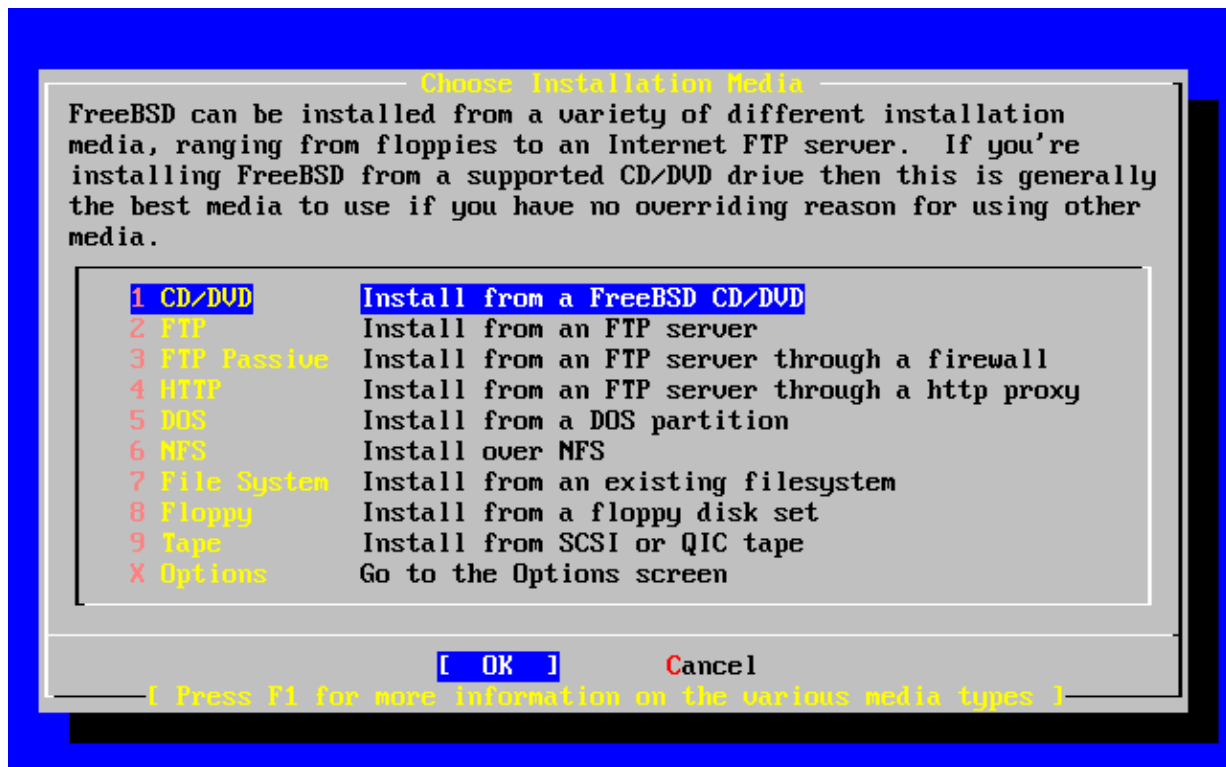 Choose Installation Media
FreeBSD can be installed from a variety of different installation
media, ranging from floppies to an Internet FTP server.  If you're
installing FreeBSD from a supported CD/DVD drive then this is generally
the best media to use if you have no overriding reason for using other
media.
1 CD/DVD Install from a FreeBSD CD/DVD
2 FTP Install from an FTP server
3 FTP Passive Install from an FTP server through a firewall
4 HTTP Install from an FTP server through a http proxy
5 DOS Install from a DOS partition
6 NFS Install over NFS
7 File System Install from an existing filesystem
8 Floppy Install from a floppy disk set
9 Tape Install from SCSI or QIC tape
X Options Go to the Options screen
[ OK ] Cancel
[ Press F1 for more information on the various media types ]